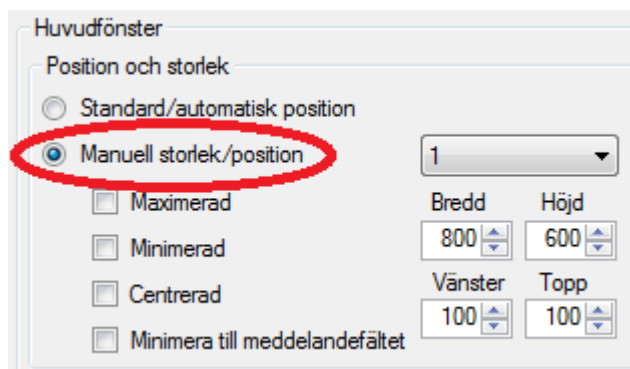 Huvudfönster
Position och storlek
Standard/automatisk position
Manuell storlek/position 1
Maximerad Bredd Höjd
Minimerad 800 600
Centrerad Vänster Topp
100 100
Minimera till meddelandefältet